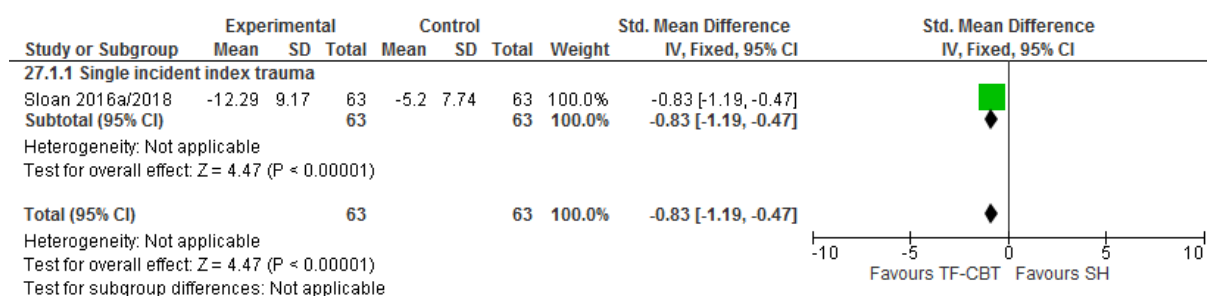 Experimental Control Std. Mean Difference Std. Mean Difference
Study or Subgroup Mean SD Total Mean SD Total Weight IV, Fixed, 95% CI IV, Fixed, 95% CI
27.1.1 Single incident index trauma
Sloan 2016a/2018 -12.29 9.17 63 -5.2 7.74 63 100.0% -0.83 [-1.19, -0.47]
Subtotal (95% CI) 63 63 100.0% -0.83 [-1.19, -0.47]
Heterogeneity: Not applicable
Test for overall effect: Z = 4.47 (P < 0.00001)
Total (95% CI) 63 63 100.0% -0.83 [-1.19, -0.47]
Heterogeneity: Not applicable
Test for overall effect: Z = 4.47 (P < 0.00001)
Test for subgroup differences: Not applicable
-10 -5 0 5 10
Favours TF-CBT Favours SH